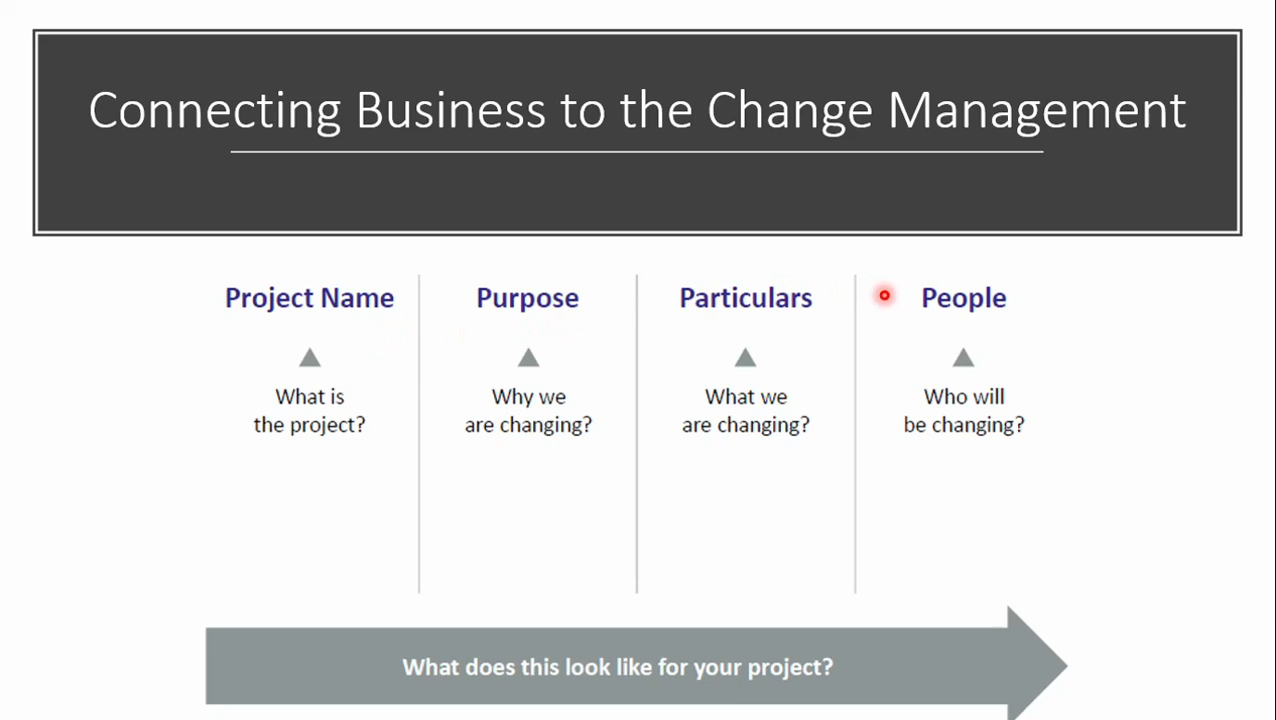 Connecting Business to the Change Management
Project Name
Purpose
Particulars
People
What is
the project?
Why we
are changing?
What we
are changing?
Who will
be changing?
What does this look like for your project?